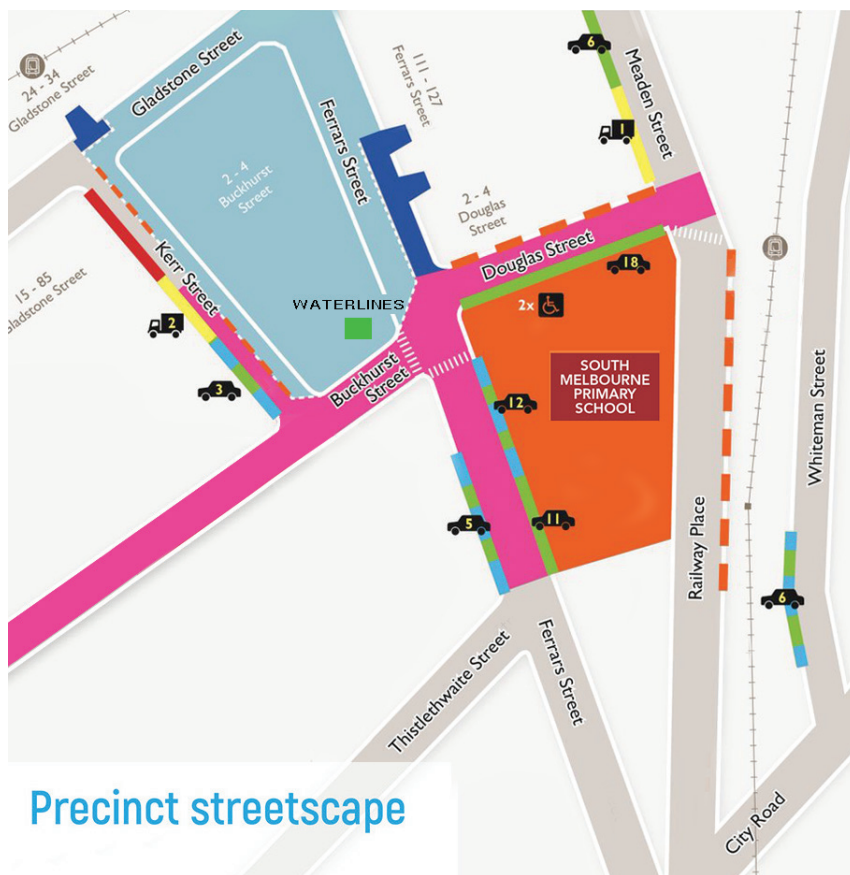 Gladstone Street
24 - 34
Gladstone Street
111 - 127
Ferrars Street
6
Meaden Street
1
Ferrars Street
2 - 4
Buckhurst
Street
2 - 4
Douglas
Street
Douglas Street
18
Kerr Street
15 - 85
Gladstone Street
2
WATERLINES
2x
3
Buckhurst
Street
SOUTH
MELBOURNE
PRIMARY
SCHOOL
12
Whiteman Street
5
11
Railway Place
6
Thistlethwaite Street
Ferrars Street
Precinct streetscape
City Road